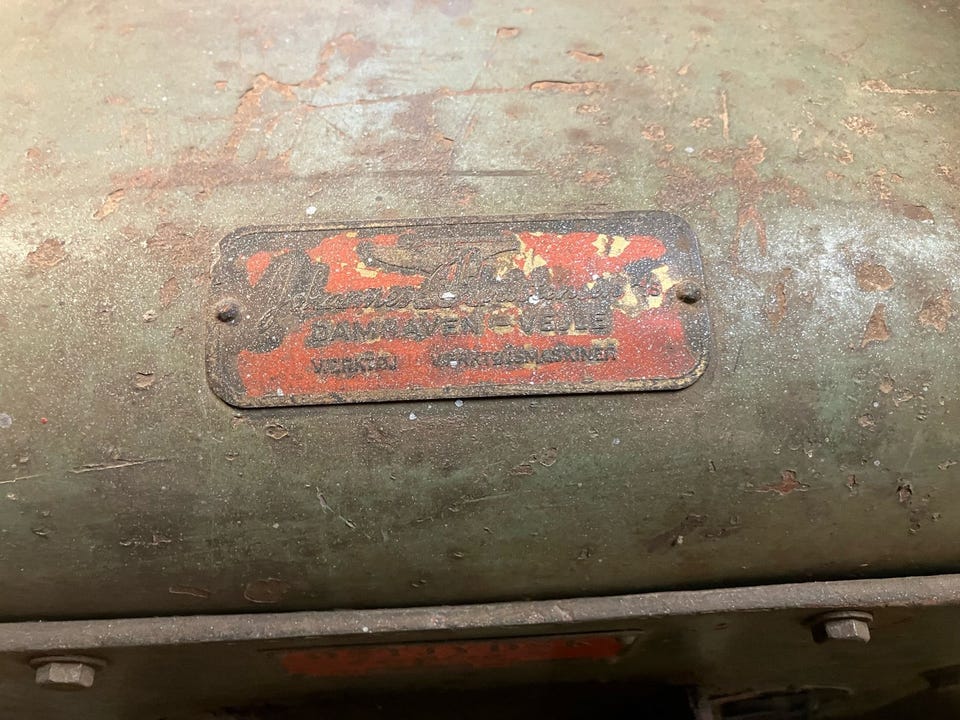 Johannes A/S
DAMHAVEN - VEJLE
VÆRKTØJ VÆRKTØJSMASKINER